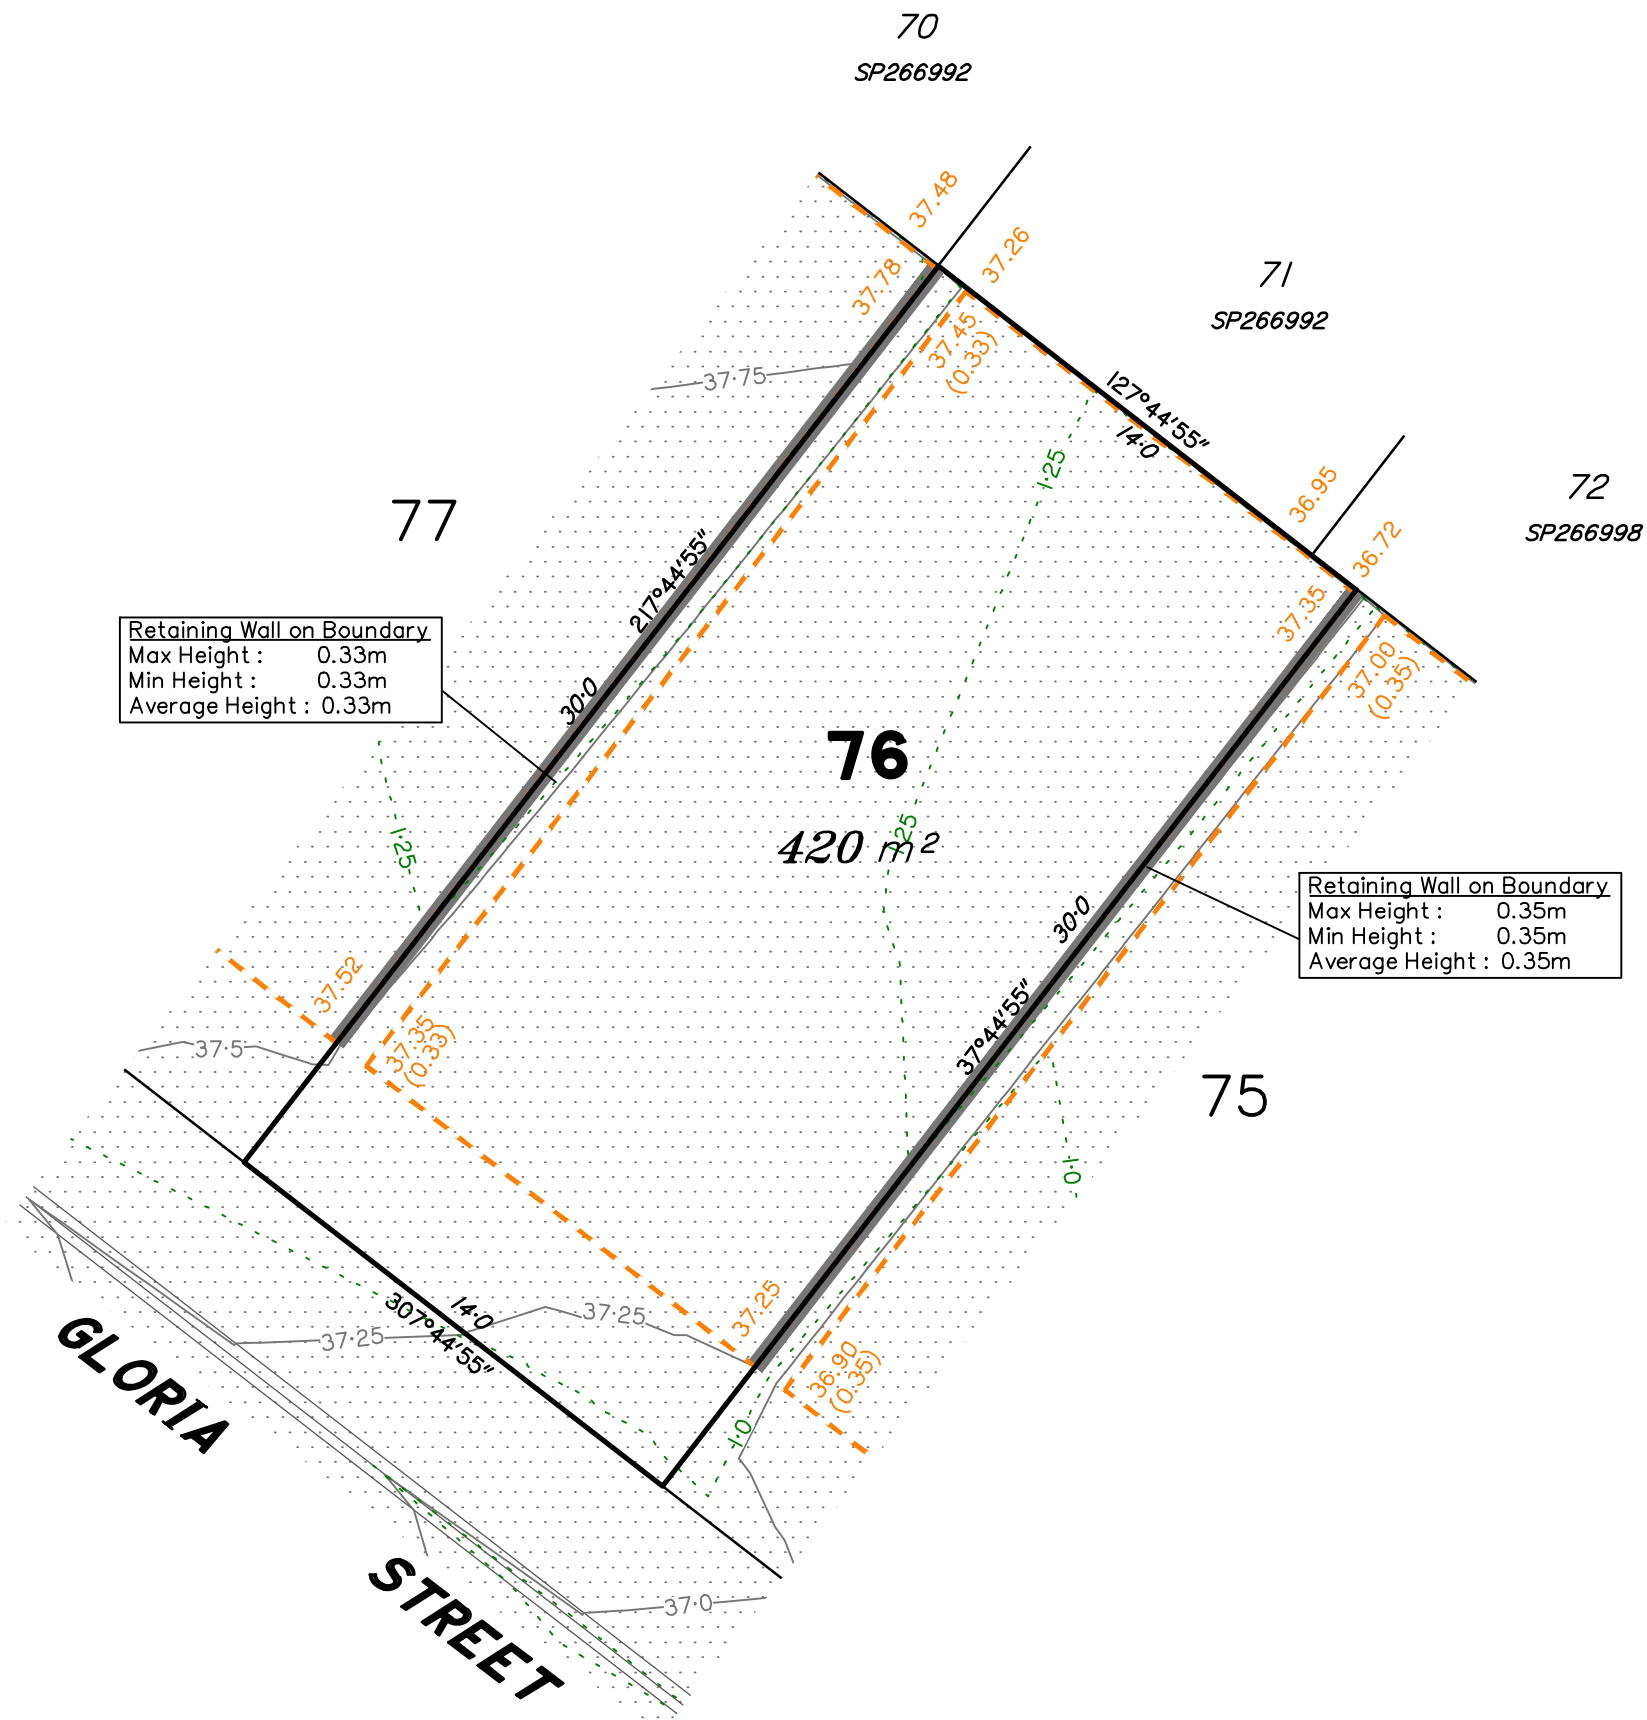 70
SP266992
37.48
37.26
71
SP266992
37.78
37.45
(0.33)
37·75
127°44'55"
14·0
1·25
36.95
72
SP266998
36.72
77
217°44'55"
37.35
37.00
(0.35)
Retaining Wall on Boundary
Max Height : 0.33m
Min Height : 0.33m
Average Height : 0.33m
30·0
76
420 m²
1·25
1·25
Retaining Wall on Boundary
Max Height : 0.35m
Min Height : 0.35m
Average Height : 0.35m
30·0
37.52
37°44'55"
37·5
37.35
(0.33)
75
1·0
37.25
37·25
14·0
307°44'55"
37·25
36.90
(0.35)
1·0
GLORIA
STREET
37·0